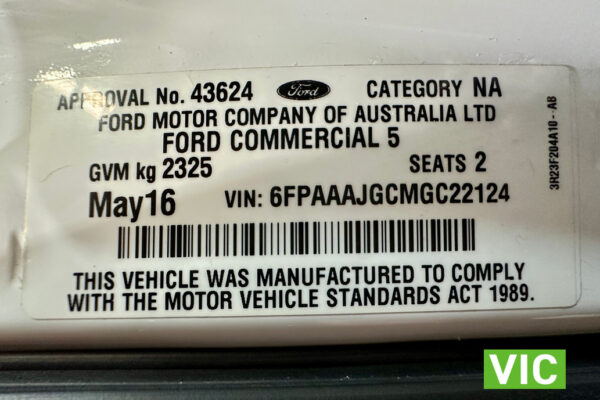 APPROVAL No. 43624 Ford CATEGORY NA
FORD MOTOR COMPANY OF AUSTRALIA LTD
FORD COMMERCIAL 5
GVM kg 2325 SEATS 2
May16 VIN: 6FPAAAJGCMGC22124
THIS VEHICLE WAS MANUFACTURED TO COMPLY
WITH THE MOTOR VEHICLE STANDARDS ACT 1989.
3R23F204A10-AB
VIC